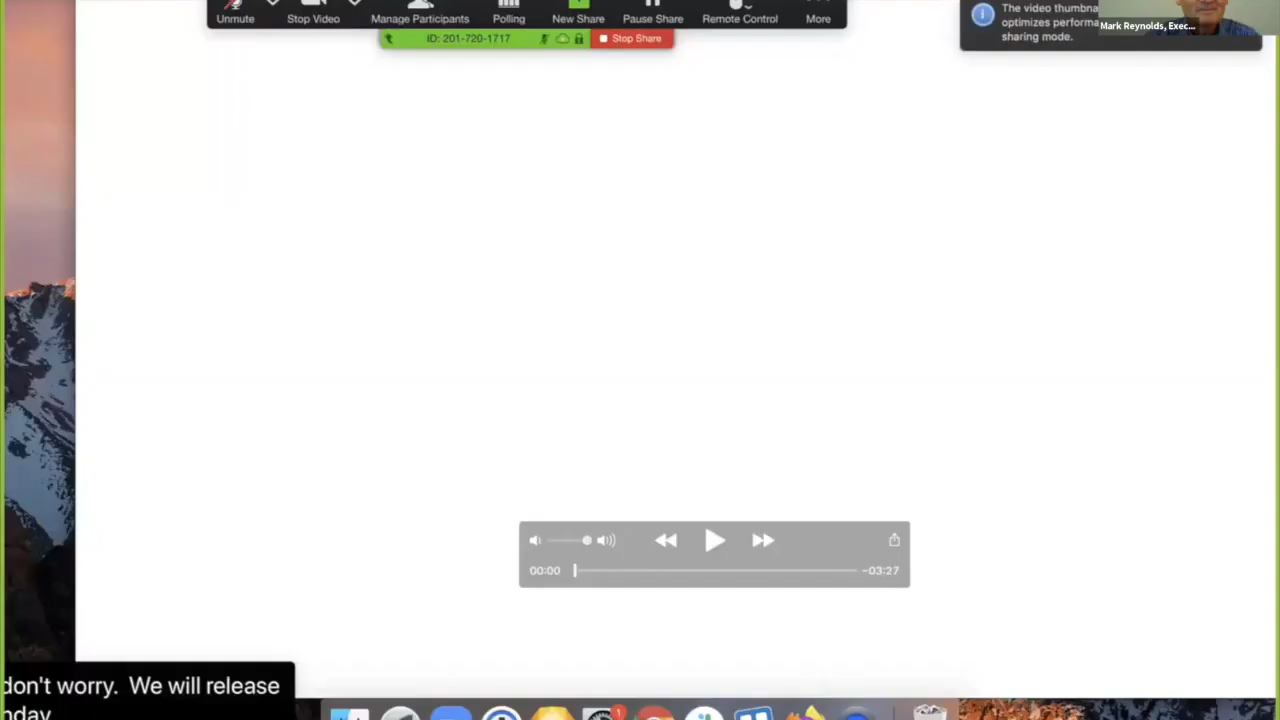 Unmute Stop Video Manage Participants Polling New Share Pause Share Remote Control More
ID: 201-720-1717 Stop Share
The video thumbna
optimizes performa
sharing mode.
Mark Reynolds, Exec...
00:00 -03:27
don't worry. We will release
nday
1